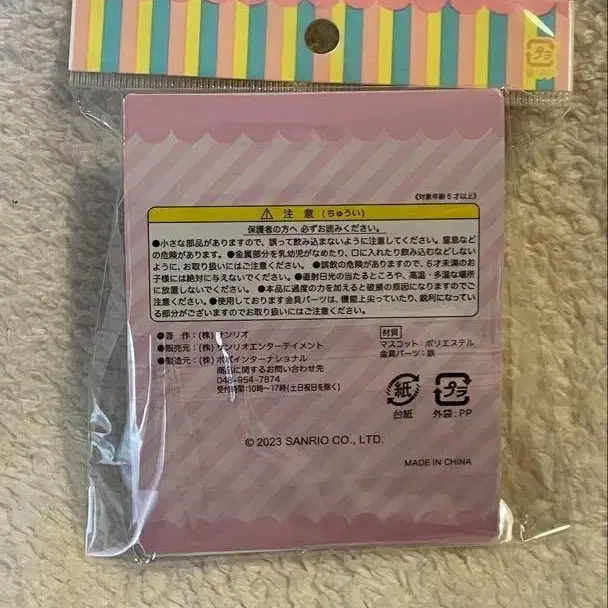 プラ
《対象年齢6才以上》
⚠ 注 意 (ちゅうい)
保護者の方へ 必ずお読みください。
●小さな部品がありますので、誤って飲み込まないように注意してください。窒息など
の危険があります。●金属部分を乳幼児がなめたり、口に入れたり飲み込むなどしない
ように、お取り扱いにはご注意ください。 ●誤飲の危険がありますので、6才未満のお
子様には絶対に与えないでください。●直射日光の当たるところや、高温・多湿な場所
に放置しないでください。 ●本品に過度の力を加えると破損の原因になりますのでご
注意ください。●使用しております金具パーツは、機能上尖っていたり、鋭利になってい
る部分がございますのでお取り扱いにはご注意ください。
●著 作：(株)サンリオ
●販売元：(株)サンリオエンターテイメント
●製造元：(株)ポポインターナショナル
商品に関するお問い合わせ先
048-954-7874
受付時間：10時～17時(土日祝日を除く)
材質
マスコット：ポリエステル
金具パーツ：鉄
紙
台紙
プラ
外袋：PP
© 2023 SANRIO CO., LTD.
MADE IN CHINA